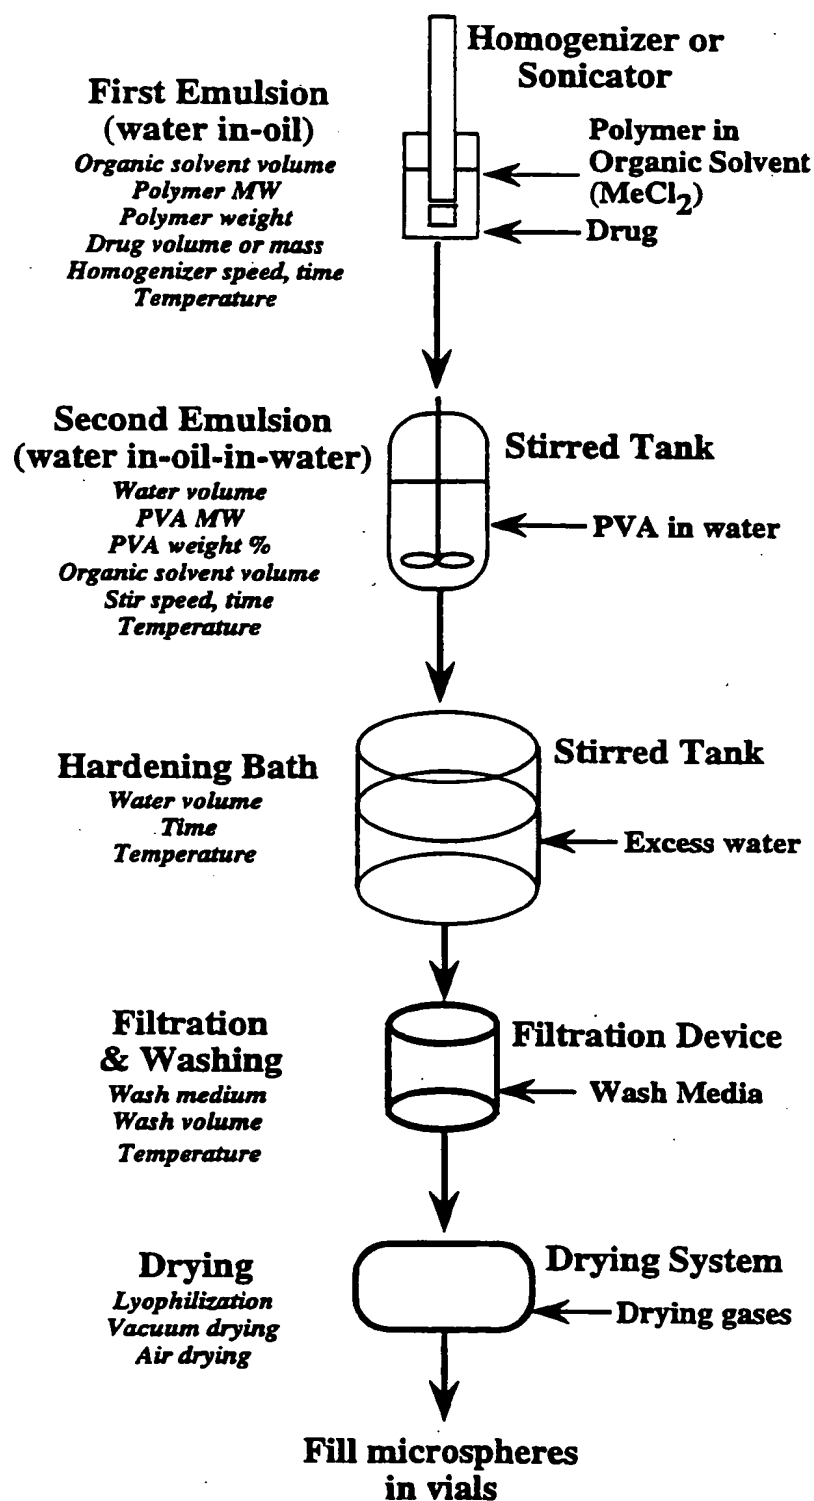 Homogenizer or
Sonicator
First Emulsion
(water in-oil)
Organic solvent volume
Polymer MW
Polymer weight
Drug volume or mass
Homogenizer speed, time
Temperature
Polymer in
Organic Solvent
(MeCl2)
Drug
Second Emulsion
(water in-oil-in-water)
Water volume
PVA MW
PVA weight %
Organic solvent volume
Stir speed, time
Temperature
Stirred Tank
PVA in water
Hardening Bath
Water volume
Time
Temperature
Stirred Tank
Excess water
Filtration
& Washing
Wash medium
Wash volume
Temperature
Filtration Device
Wash Media
Drying
Lyophilization
Vacuum drying
Air drying
Drying System
Drying gases
Fill microspheres
in vials